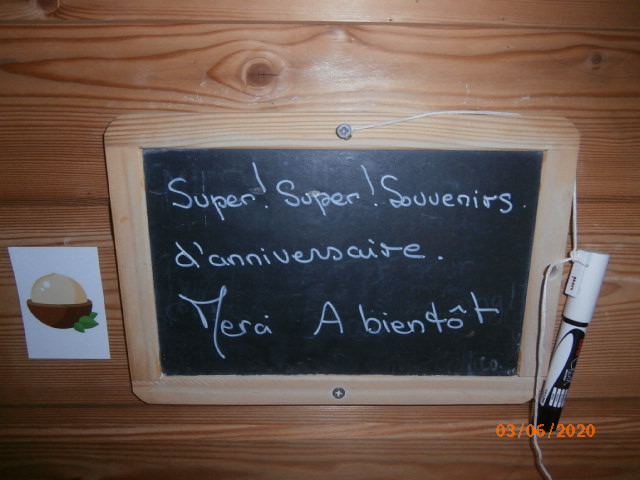 Super! Super! Souvenirs.
d'anniversaire.
Merci A bientôt
03/06/2020